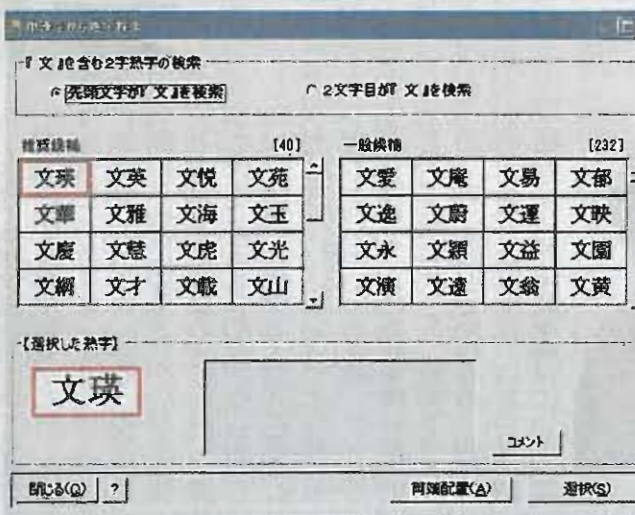 『 文 』を含む2字熟字の検索
先頭文字が『 文 』を検索 2文字目が『 文 』を検索
推奨候補 [40] 一般候補 [232]
文瑛 文英 文悦 文苑 文愛 文庵 文易 文郁
文華 文雅 文海 文玉 文逸 文蔚 文運 文映
文慶 文慧 文虎 文光 文永 文穎 文益 文園
文綱 文才 文戯 文山 文演 文遠 文翁 文黄
【選択した熟字】
文瑛
コメント
閉じる(Q) ? 選択(S)